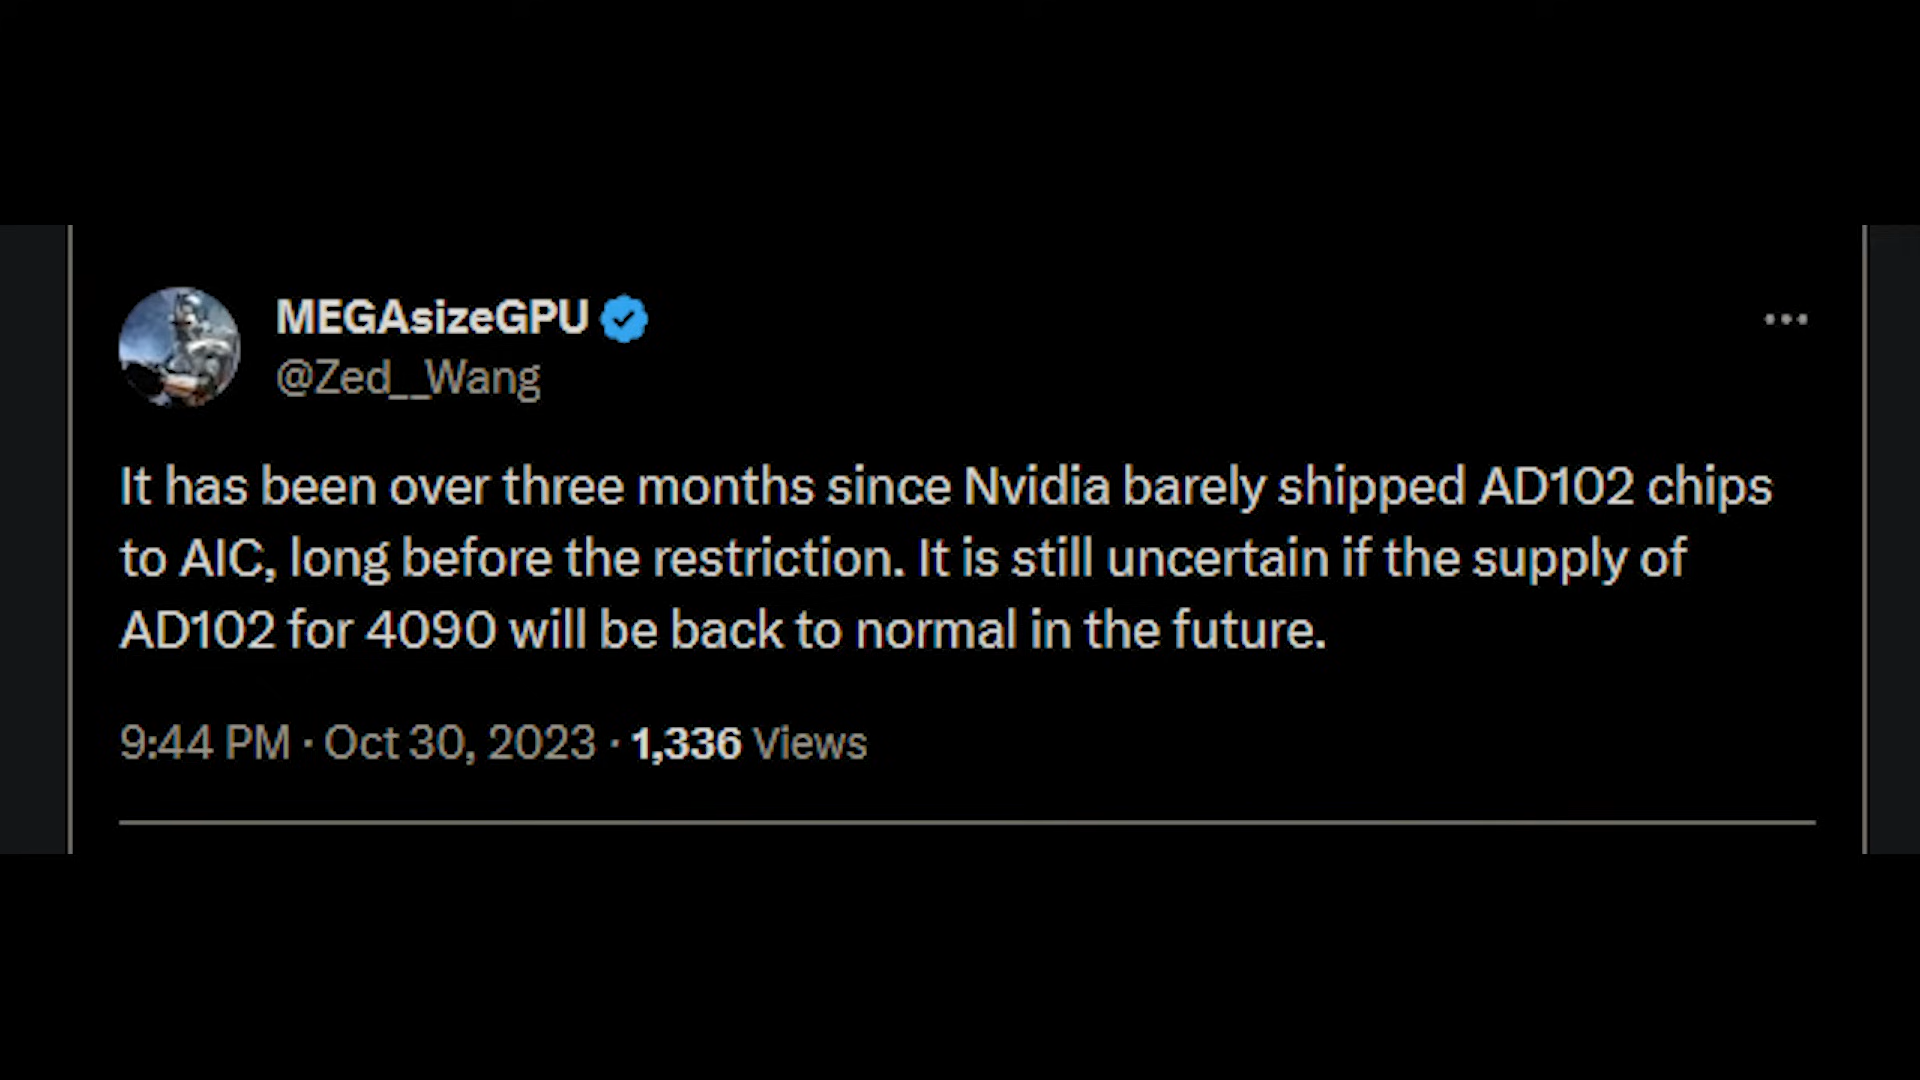 MEGAsizeGPU
@Zed__Wang
It has been over three months since Nvidia barely shipped AD102 chips
to AIC, long before the restriction. It is still uncertain if the supply of
AD102 for 4090 will be back to normal in the future.
9:44 PM · Oct 30, 2023 · 1,336 Views